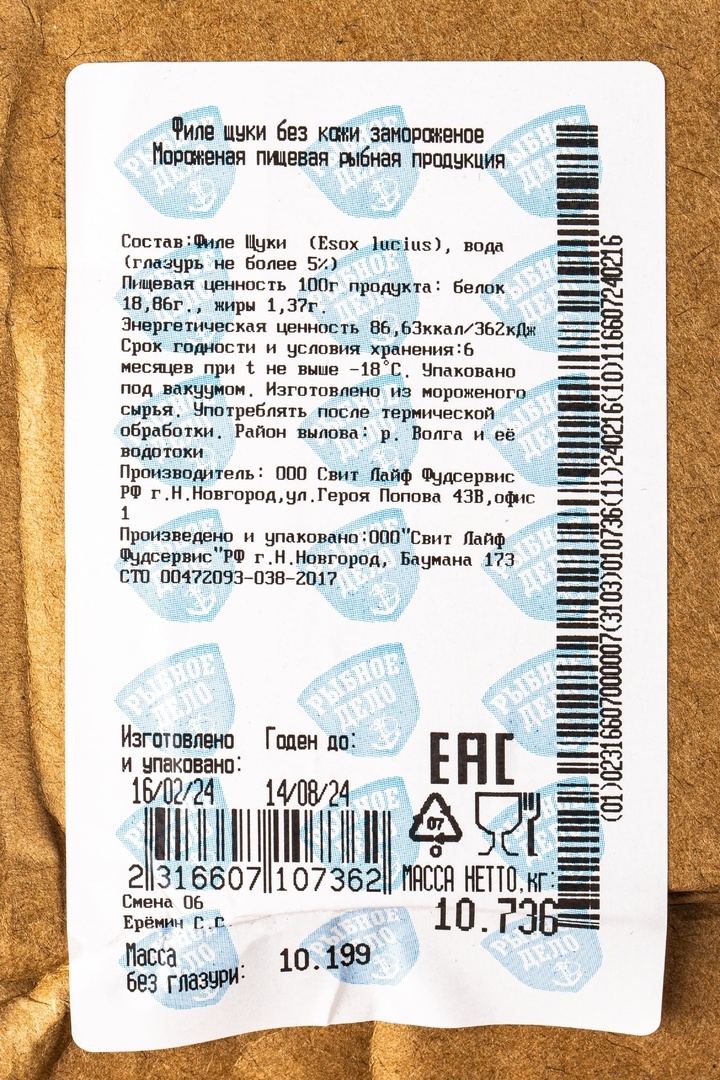 Филе щуки без кожи замороженое
Мороженая пищевая рыбная продукция
Состав:Филе Щуки (Esox lucius), вода
(глазурь не более 5%)
Пищевая ценность 100г продукта: белок
18,86г., жиры 1,37г.
Энергетическая ценность 86,63ккал/362кДж
Срок годности и условия хранения:6
месяцев при t не выше -18°С. Упаковано
под вакуумом. Изготовлено из мороженого
сырья. Употреблять после термической
обработки. Район вылова: р. Волга и её
водотоки
Производитель: ООО Свит Лайф Фудсервис
РФ г.Н.Новгород,ул.Героя Попова 43В,офис
1
Произведено и упаковано:ООО"Свит Лайф
Фудсервис"РФ г.Н.Новгород, Баумана 173
СТО 00472093-038-2017
(01)02316607000007(3103)010736(11)240216(10)1166072402​16
РЫБНОЕ ДЕЛО
Изготовлено Годен до:
и упаковано:
16/02/24 14/08/24
EAC
07
2 316607 107362
МАССА НЕТТО,кг:
10.736
Смена 06
Ерёмин С.С.
Масса
без глазури: 10.199